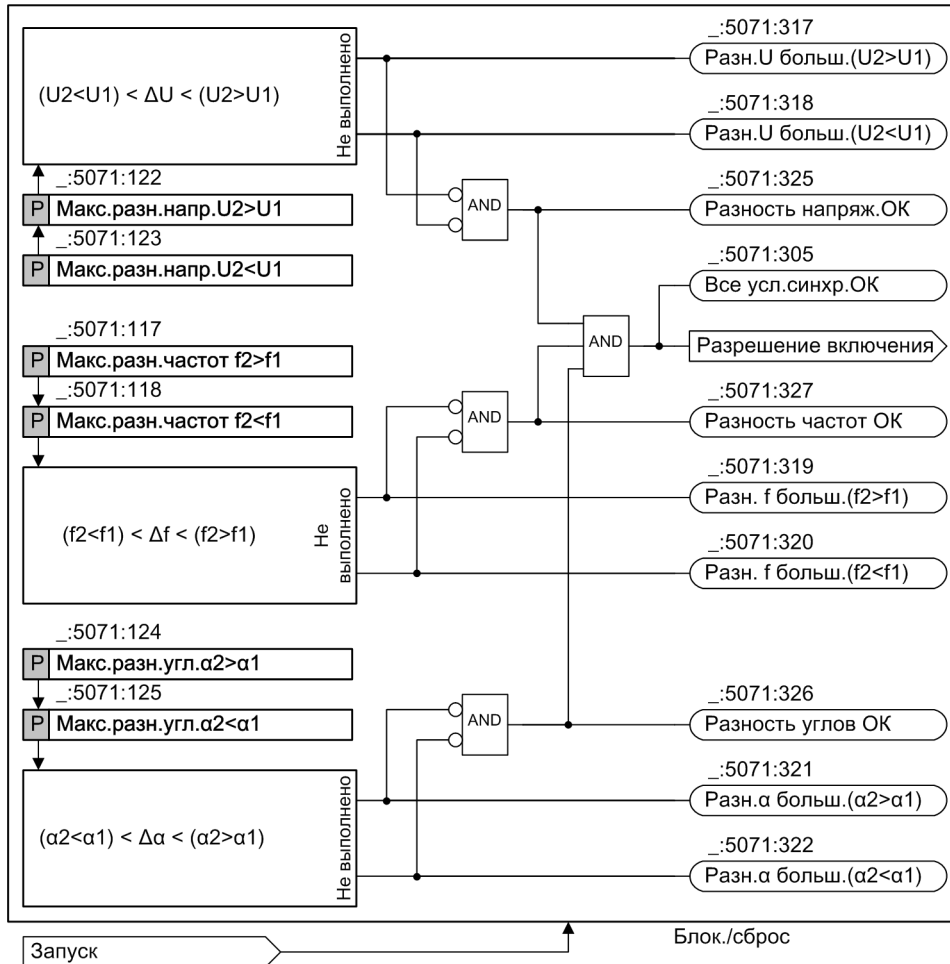 _:5071:317
Разн.U больш.(U2>U1)
(U2<U1) < ΔU < (U2>U1)
Не выполнено
_:5071:318
Разн.U больш.(U2<U1)
_:5071:122
P Макс.разн.напр.U2>U1
_:5071:123
P Макс.разн.напр.U2<U1
AND
_:5071:325
Разность напряж.ОК
_:5071:305
Все усл.синхр.ОК
AND
Разрешение включения
_:5071:117
P Макс.разн.частот f2>f1
_:5071:118
P Макс.разн.частот f2<f1
AND
_:5071:327
Разность частот ОК
(f2<f1) < Δf < (f2>f1)
Не
выполнено
_:5071:319
Разн. f больш.(f2>f1)
_:5071:320
Разн. f больш.(f2<f1)
_:5071:124
P Макс.разн.угл.α2>α1
_:5071:125
P Макс.разн.угл.α2<α1
AND
_:5071:326
Разность углов ОК
(α2<α1) < Δα < (α2>α1)
Не выполнено
_:5071:321
Разн.α больш.(α2>α1)
_:5071:322
Разн.α больш.(α2<α1)
Запуск
Блок./сброс